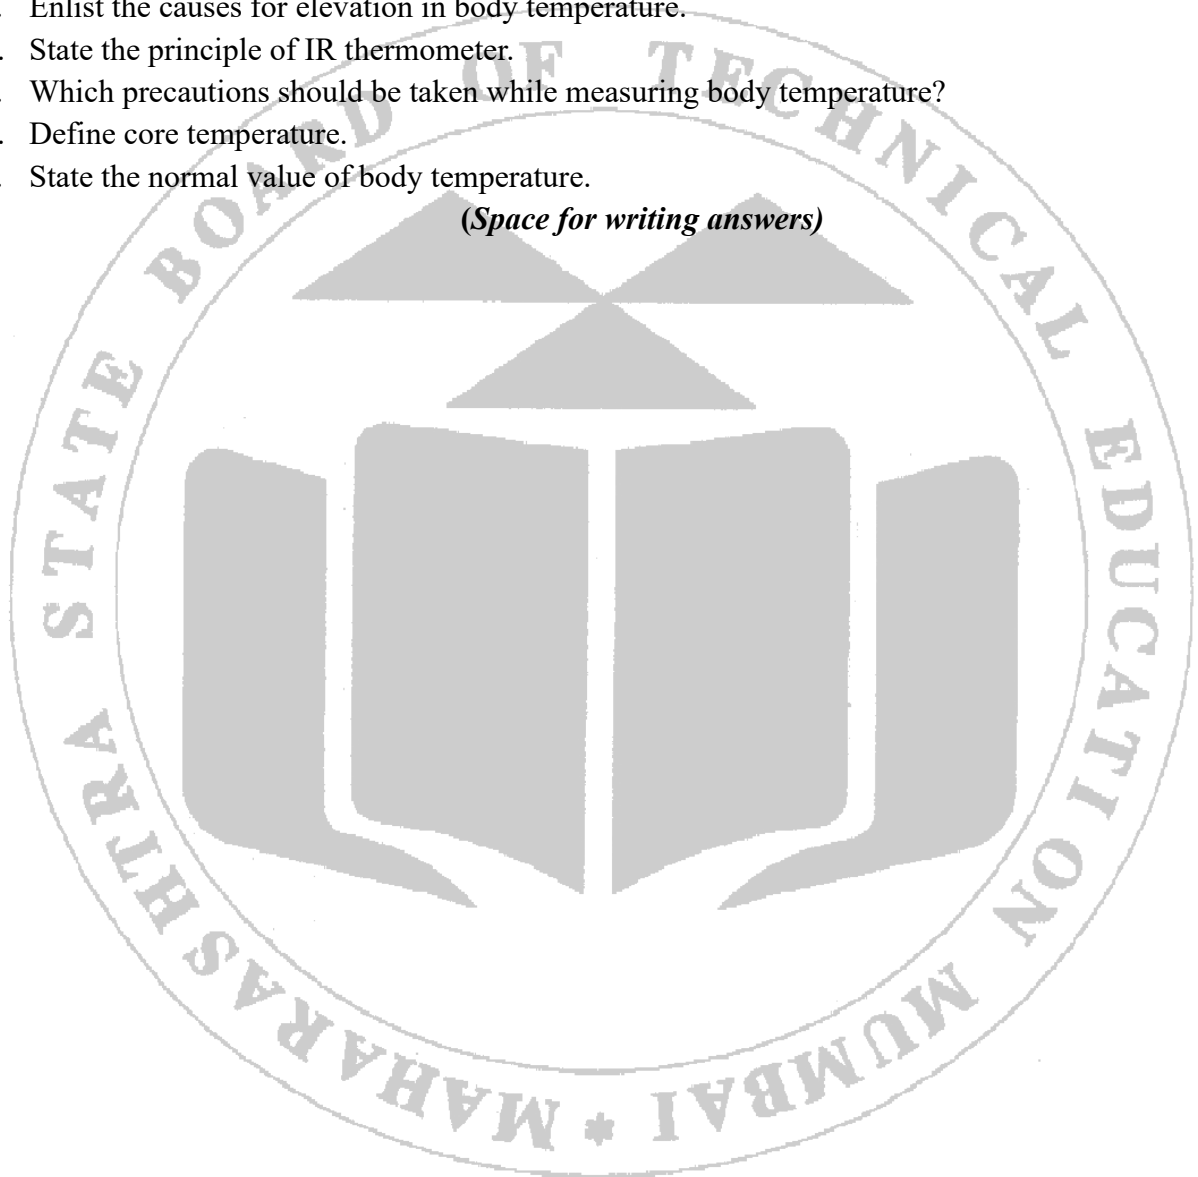 . Enlist the causes for elevation in body temperature.
. State the principle of IR thermometer.
. Which precautions should be taken while measuring body temperature?
. Define core temperature.
. State the normal value of body temperature.
(Space for writing answers)
MAHARASHTRA STATE BOARD OF TECHNICAL EDUCATION MUMBAI *